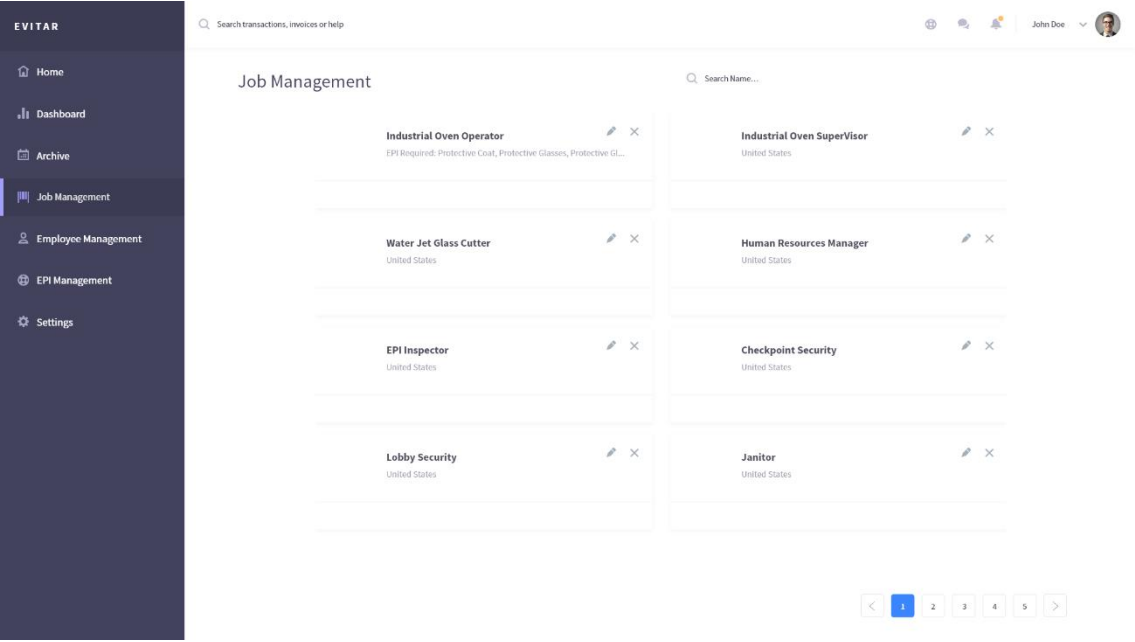 EVITAR
Search transactions, invoices or help
John Doe
Home
Dashboard
Archive
Job Management
Employee Management
EPI Management
Settings
Job Management
Search Name...
Industrial Oven Operator
EPI Required: Protective Coat, Protective Glasses, Protective Gl...
Industrial Oven SuperVisor
United States
Water Jet Glass Cutter
United States
Human Resources Manager
United States
EPI Inspector
United States
Checkpoint Security
United States
Lobby Security
United States
Janitor
United States
1 2 3 4 5